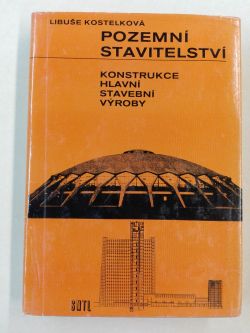 LIBUŠE KOSTELKOVÁ
POZEMNÍ
STAVITELSTVÍ
KONSTRUKCE
HLAVNÍ
STAVEBNÍ
VÝROBY
SNTL